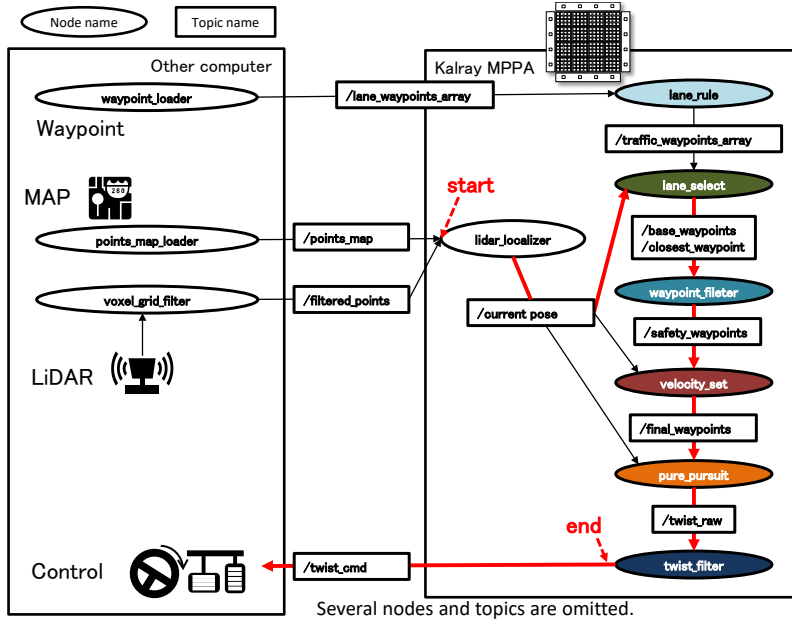 Node name
Topic name
Other computer
Kalray MPPA
waypoint_loader
/lane_waypoints_array
lane_rule
Waypoint
/traffic_waypoints_array
MAP
280
start
lane_select
points_map_loader
/points_map
lidar_localizer
/base_waypoints
/closest_waypoint
voxel_grid_filter
/filtered_points
waypoint_fileter
/current pose
/safety_waypoints
LiDAR
velocity_set
/final_waypoints
pure_pursuit
/twist_raw
end
Control
/twist_cmd
twist_filter
Several nodes and topics are omitted.